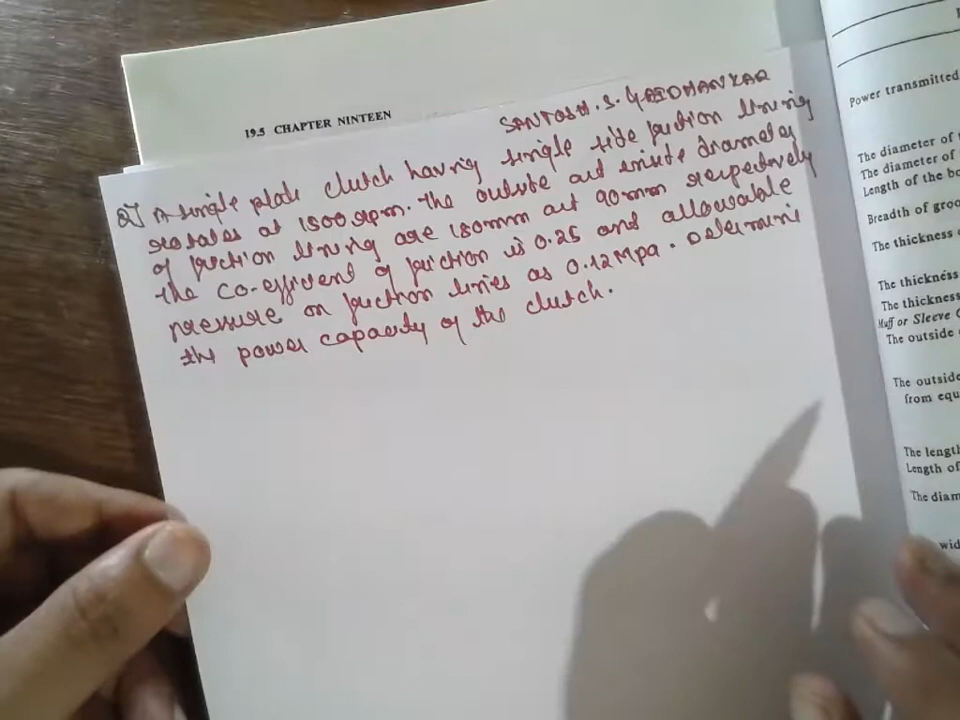 19.5 CHAPTER NINTEEN
SANTOSH.S.GARDHANKAR
Q] A single plate clutch having single side friction lining
rotates at 1500 rpm. the outside and inside diameter
of friction lining are 180mm and 90mm respectively
the co-efficient of friction is 0.25 and allowable
pressure on friction linies as 0.12Mpa. Determini
the power capacity of the clutch.
Power transmitted
The diameter of
The diameter of
Length of the bo
Breadth of groo
The thickness
The thickness
The thickness
Muff or Sleeve C
The outside
The outside
from equ
The length
Length of
The diam
wid